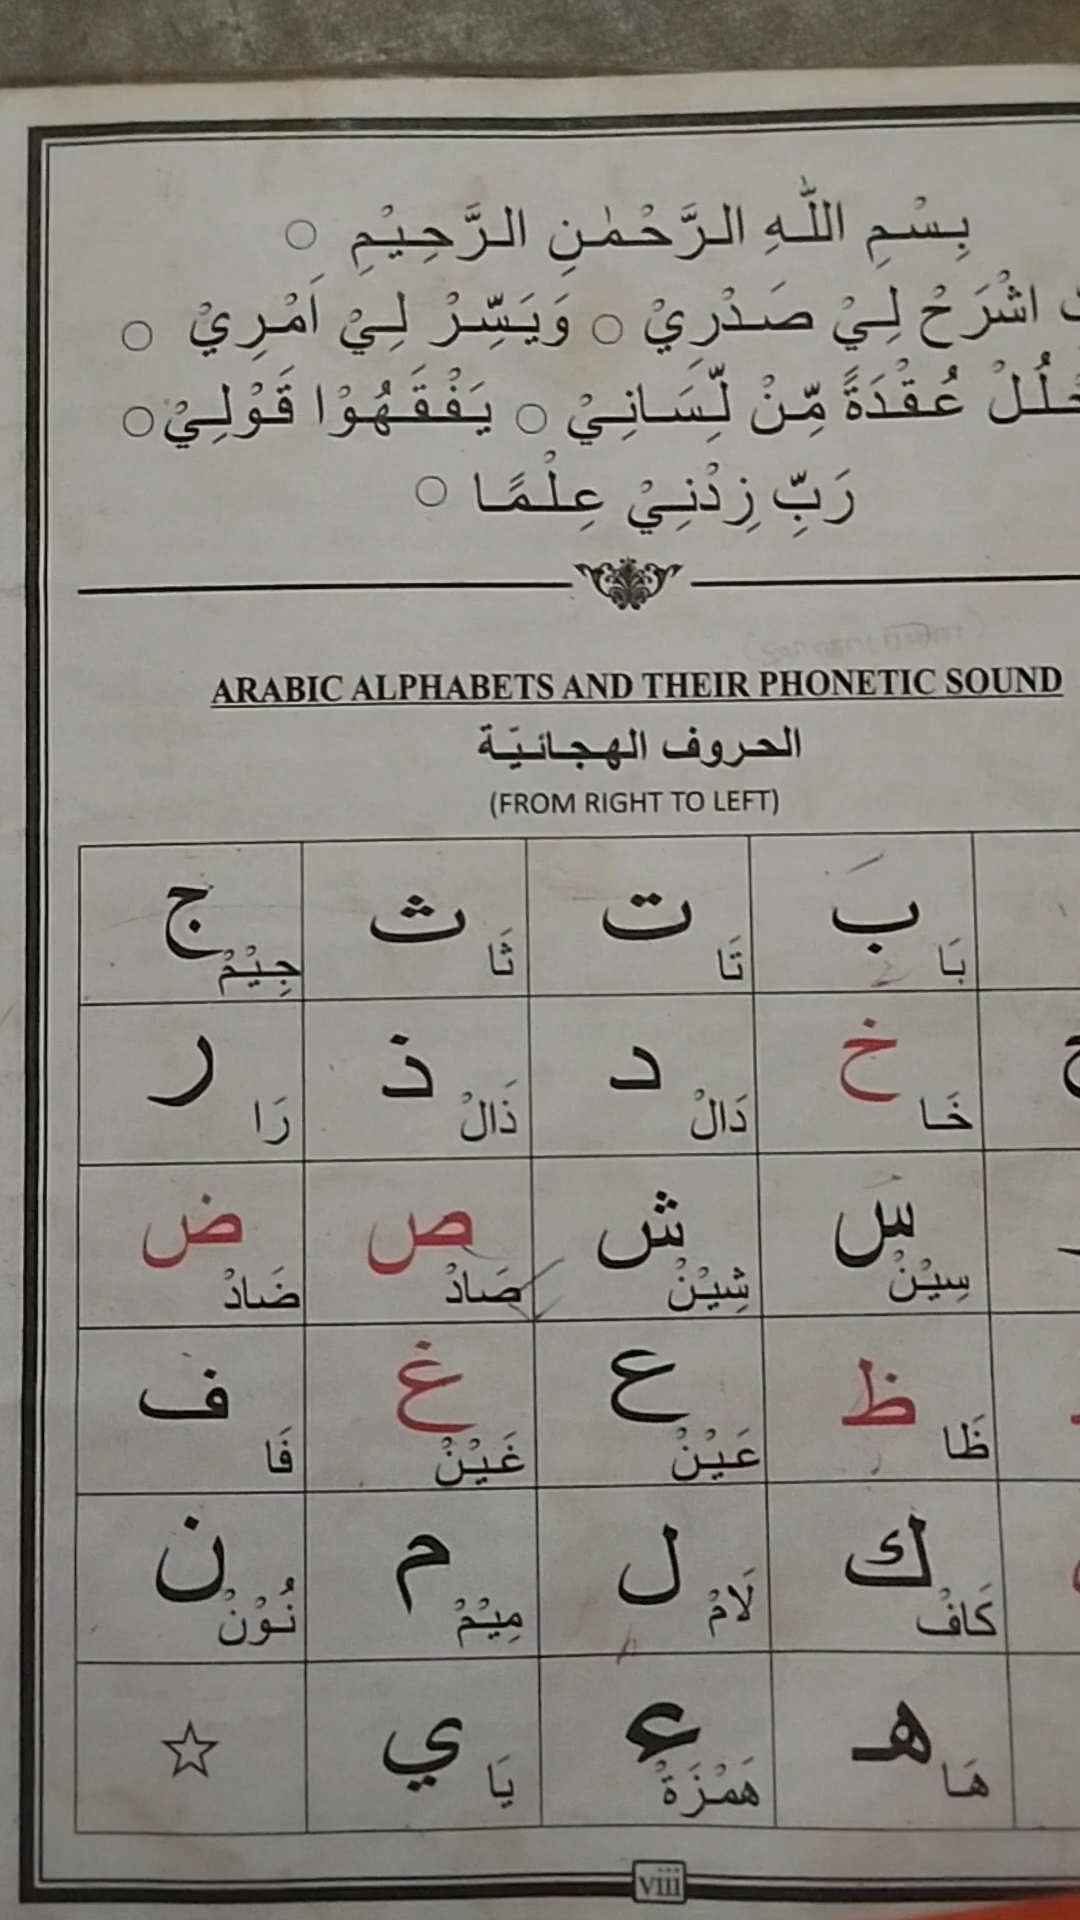 بِسْمِ اللّٰهِ الرَّحْمٰنِ الرَّحِيْمِ ○
اشْرَحْ لِيْ صَدْرِيْ ○ وَيَسِّرْ لِيْ اَمْرِيْ ○
عُقْدَةً مِّنْ لِّسَانِيْ ○ يَفْقَهُوْا قَوْلِيْ ○
رَبِّ زِدْنِيْ عِلْمًا ○
ARABIC ALPHABETS AND THEIR PHONETIC SOUND
الحروف الهجائيّة
(FROM RIGHT TO LEFT)
ب ت ث ج
بَا تَا ثَا جِيْمْ
خ د ذ ر
خَا دَالْ ذَالْ رَا
س ش ص ض
سِيْنْ شِيْنْ صَادْ ضَادْ
ظ ع غ ف
ظَا عَيْنْ غَيْنْ فَا
ك ل م ن
كَافْ لَامْ مِيْمْ نُوْنْ
هـ ء ي ☆
هَا هَمْزَةْ يَا
viii